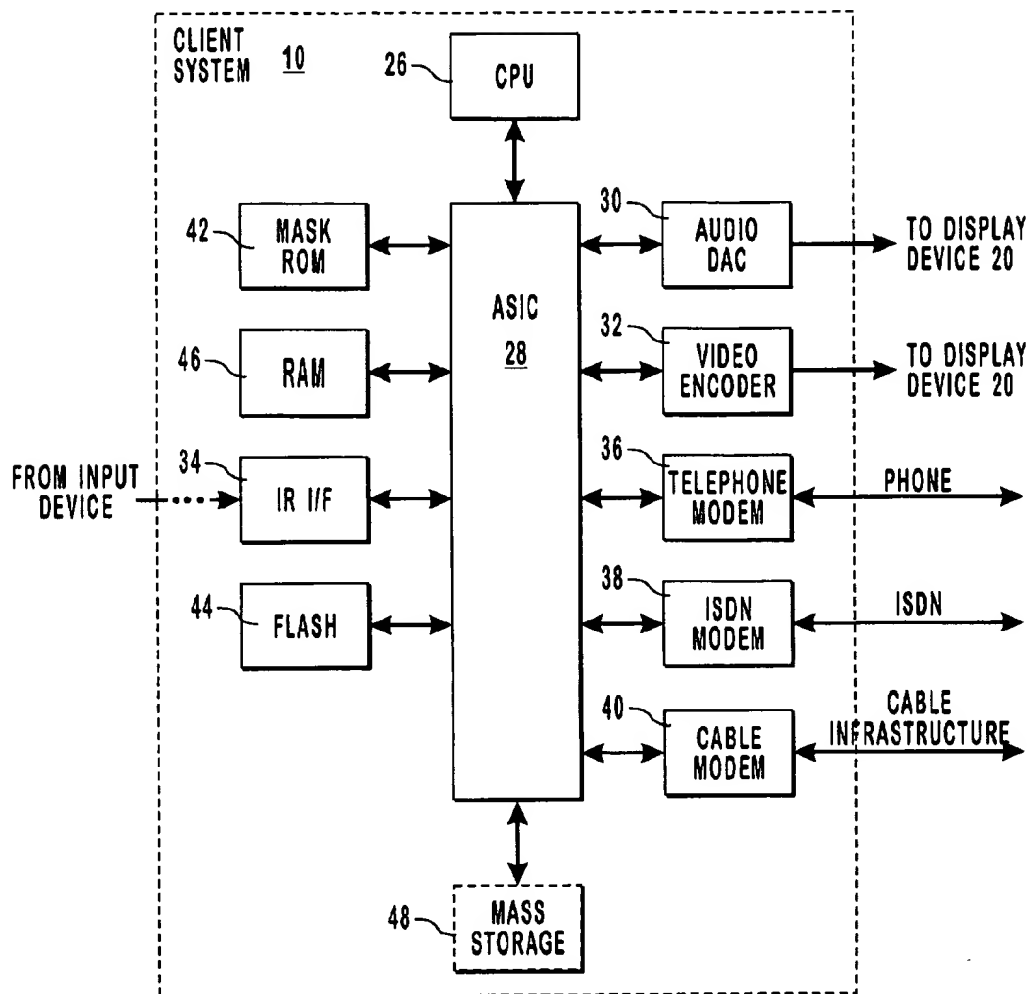 CLIENT
SYSTEM 10
26
CPU
42
MASK
ROM
30
AUDIO
DAC
TO DISPLAY
DEVICE 20
ASIC
28
46
RAM
32
VIDEO
ENCODER
TO DISPLAY
DEVICE 20
FROM INPUT
DEVICE
34
IR I/F
36
TELEPHONE
MODEM
PHONE
44
FLASH
38
ISDN
MODEM
ISDN
40
CABLE
MODEM
CABLE
INFRASTRUCTURE
48
MASS
STORAGE